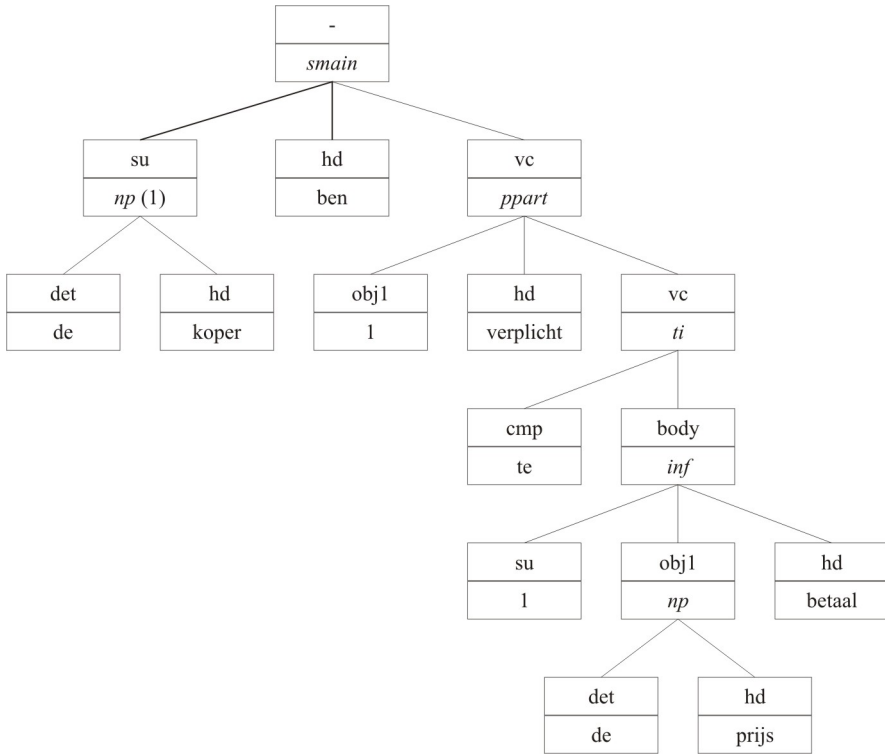 -
smain
su hd vc
np (1) ben ppart
det hd obj1 hd vc
de koper 1 verplicht ti
cmp body
te inf
su obj1 hd
1 np betaal
det hd
de prijs